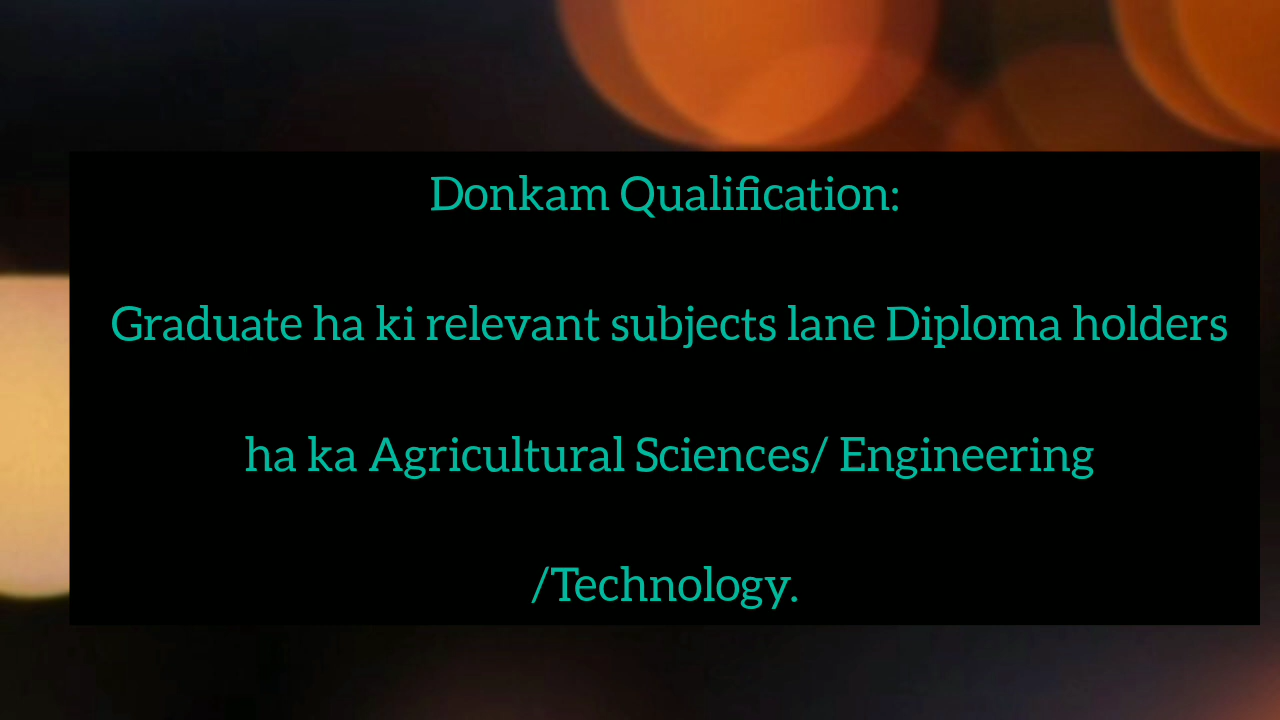 Donkam Qualification:
Graduate ha ki relevant subjects lane Diploma holders
ha ka Agricultural Sciences/ Engineering
/Technology.